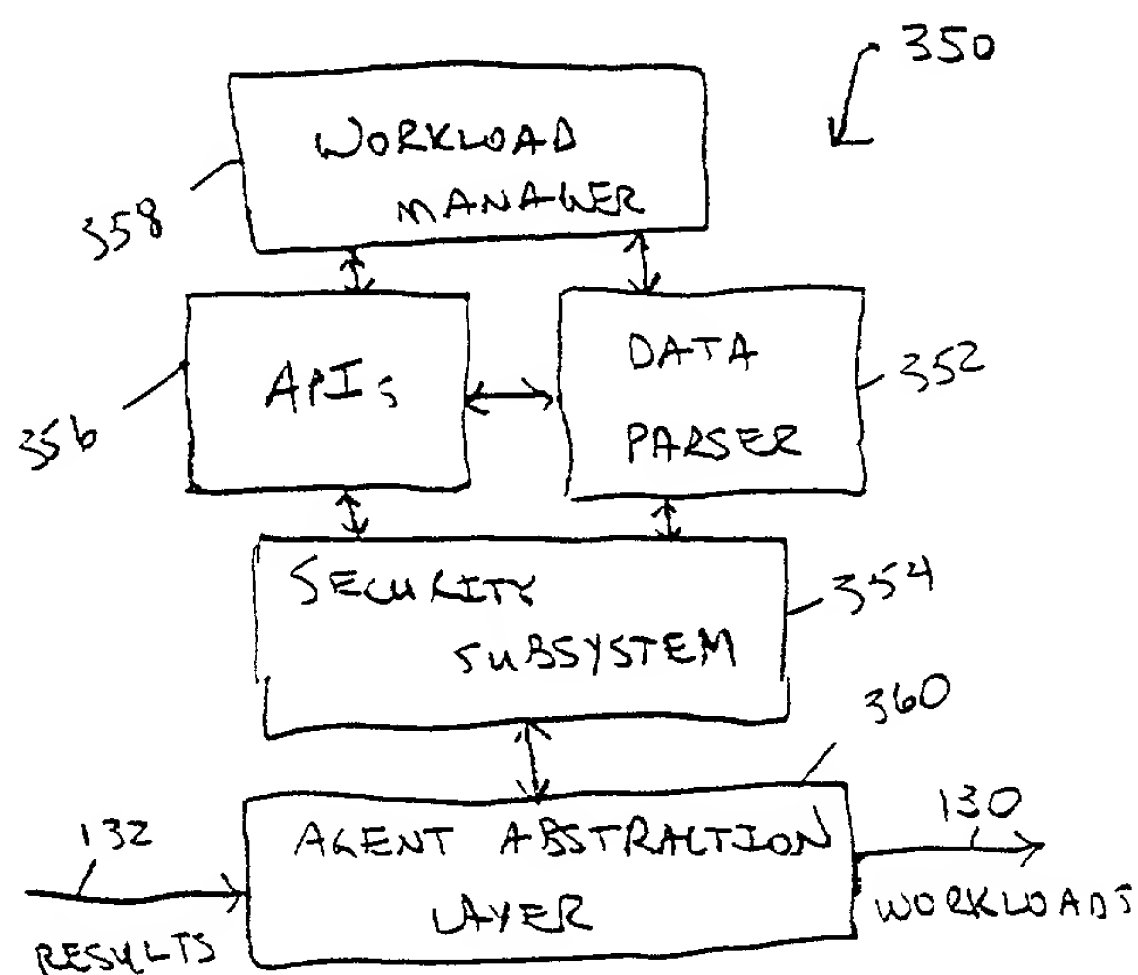 350
WORKLOAD
MANAGER
358
APIs
DATA
PARSER
352
356
SECURITY
SUBSYSTEM
354
360
132
AGENT ABSTRACTION
LAYER
130
RESULTS
WORKLOADS